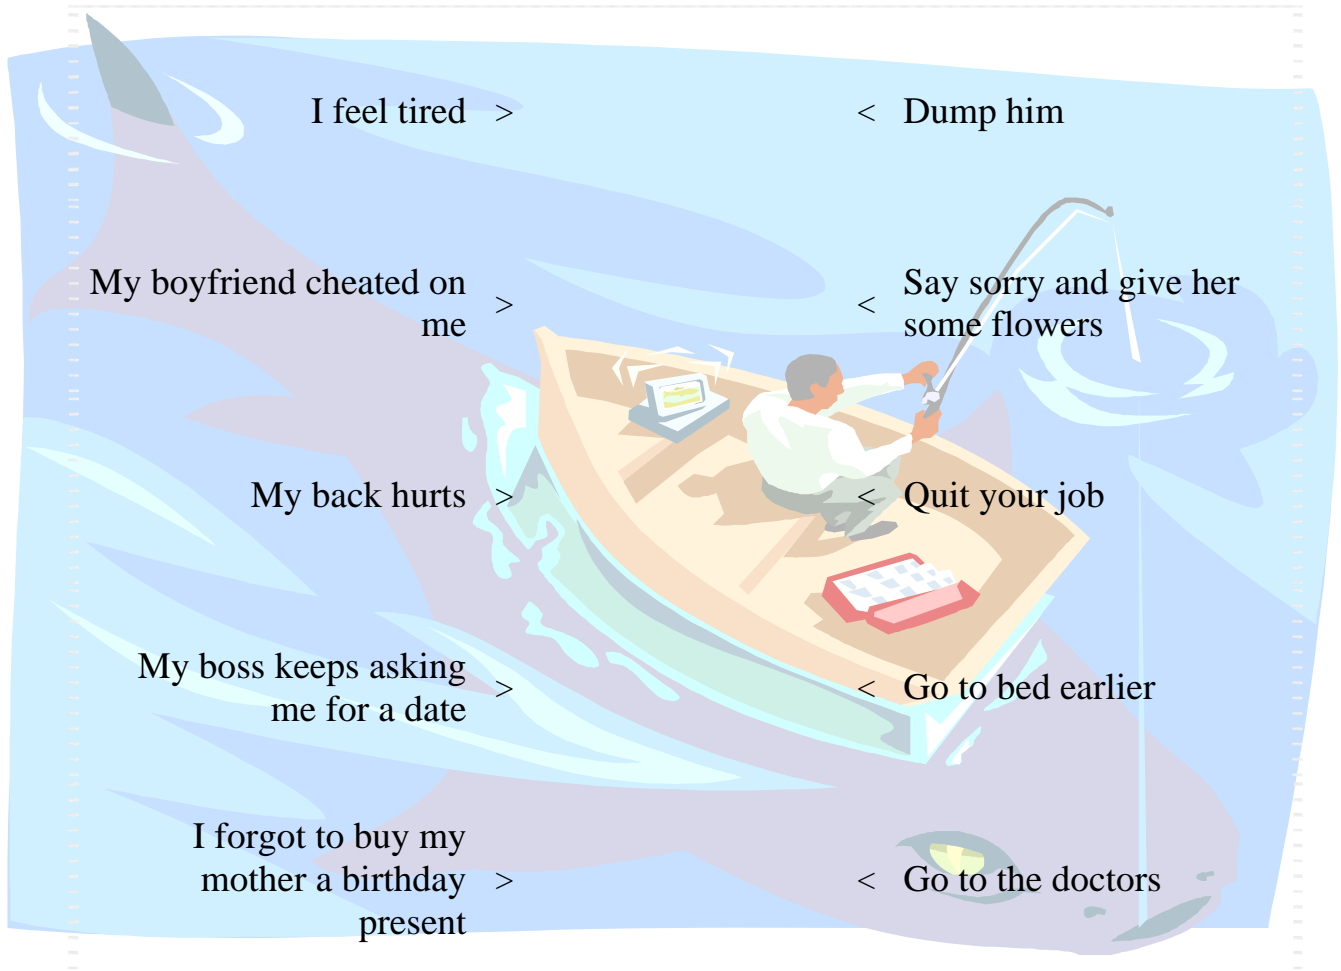 I feel tired > < Dump him
My boyfriend cheated on
me > < Say sorry and give her
some flowers
My back hurts > < Quit your job
My boss keeps asking
me for a date > < Go to bed earlier
I forgot to buy my
mother a birthday
present > < Go to the doctors